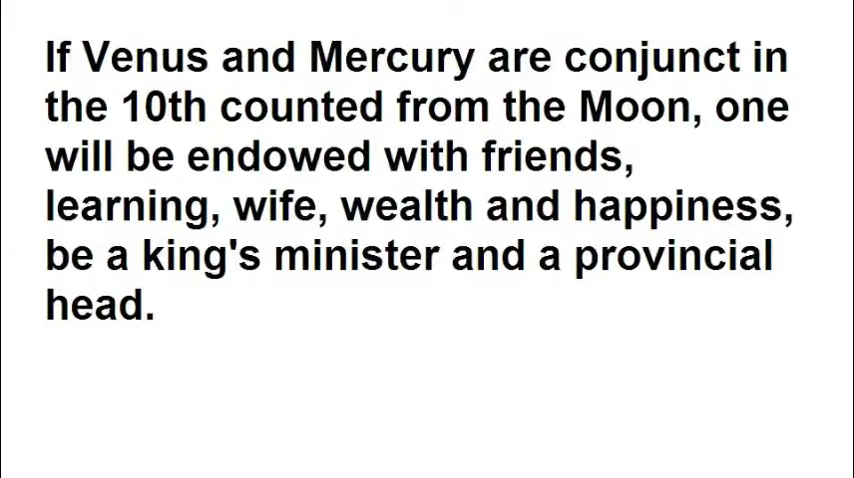 If Venus and Mercury are conjunct in
the 10th counted from the Moon, one
will be endowed with friends,
learning, wife, wealth and happiness,
be a king's minister and a provincial
head.